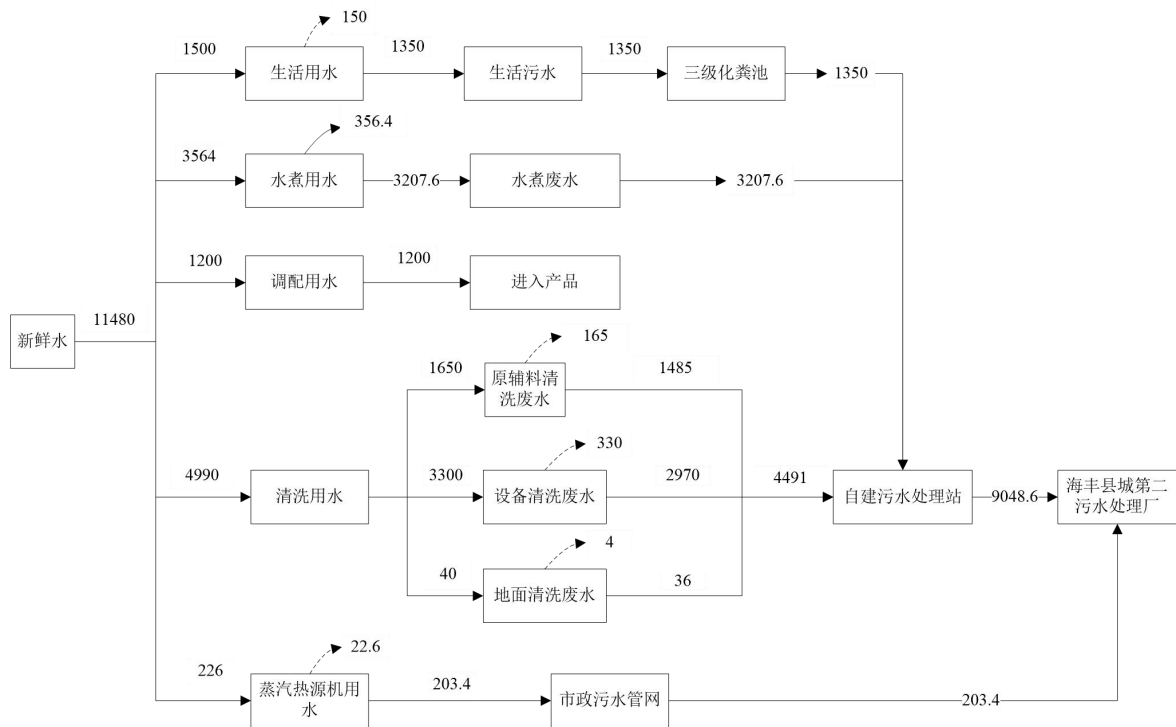 150
1500
1350
1350
生活用水
生活污水
三级化粪池
1350
356.4
3564
水煮用水
3207.6
水煮废水
3207.6
1200
1200
调配用水
进入产品
新鲜水
11480
165
1650
原辅料清
洗废水
1485
330
4990
清洗用水
3300
设备清洗废水
2970
4491
自建污水处理站
9048.6
海丰县城第二
污水处理厂
4
40
地面清洗废水
36
22.6
226
蒸汽热源机用
水
203.4
市政污水管网
203.4